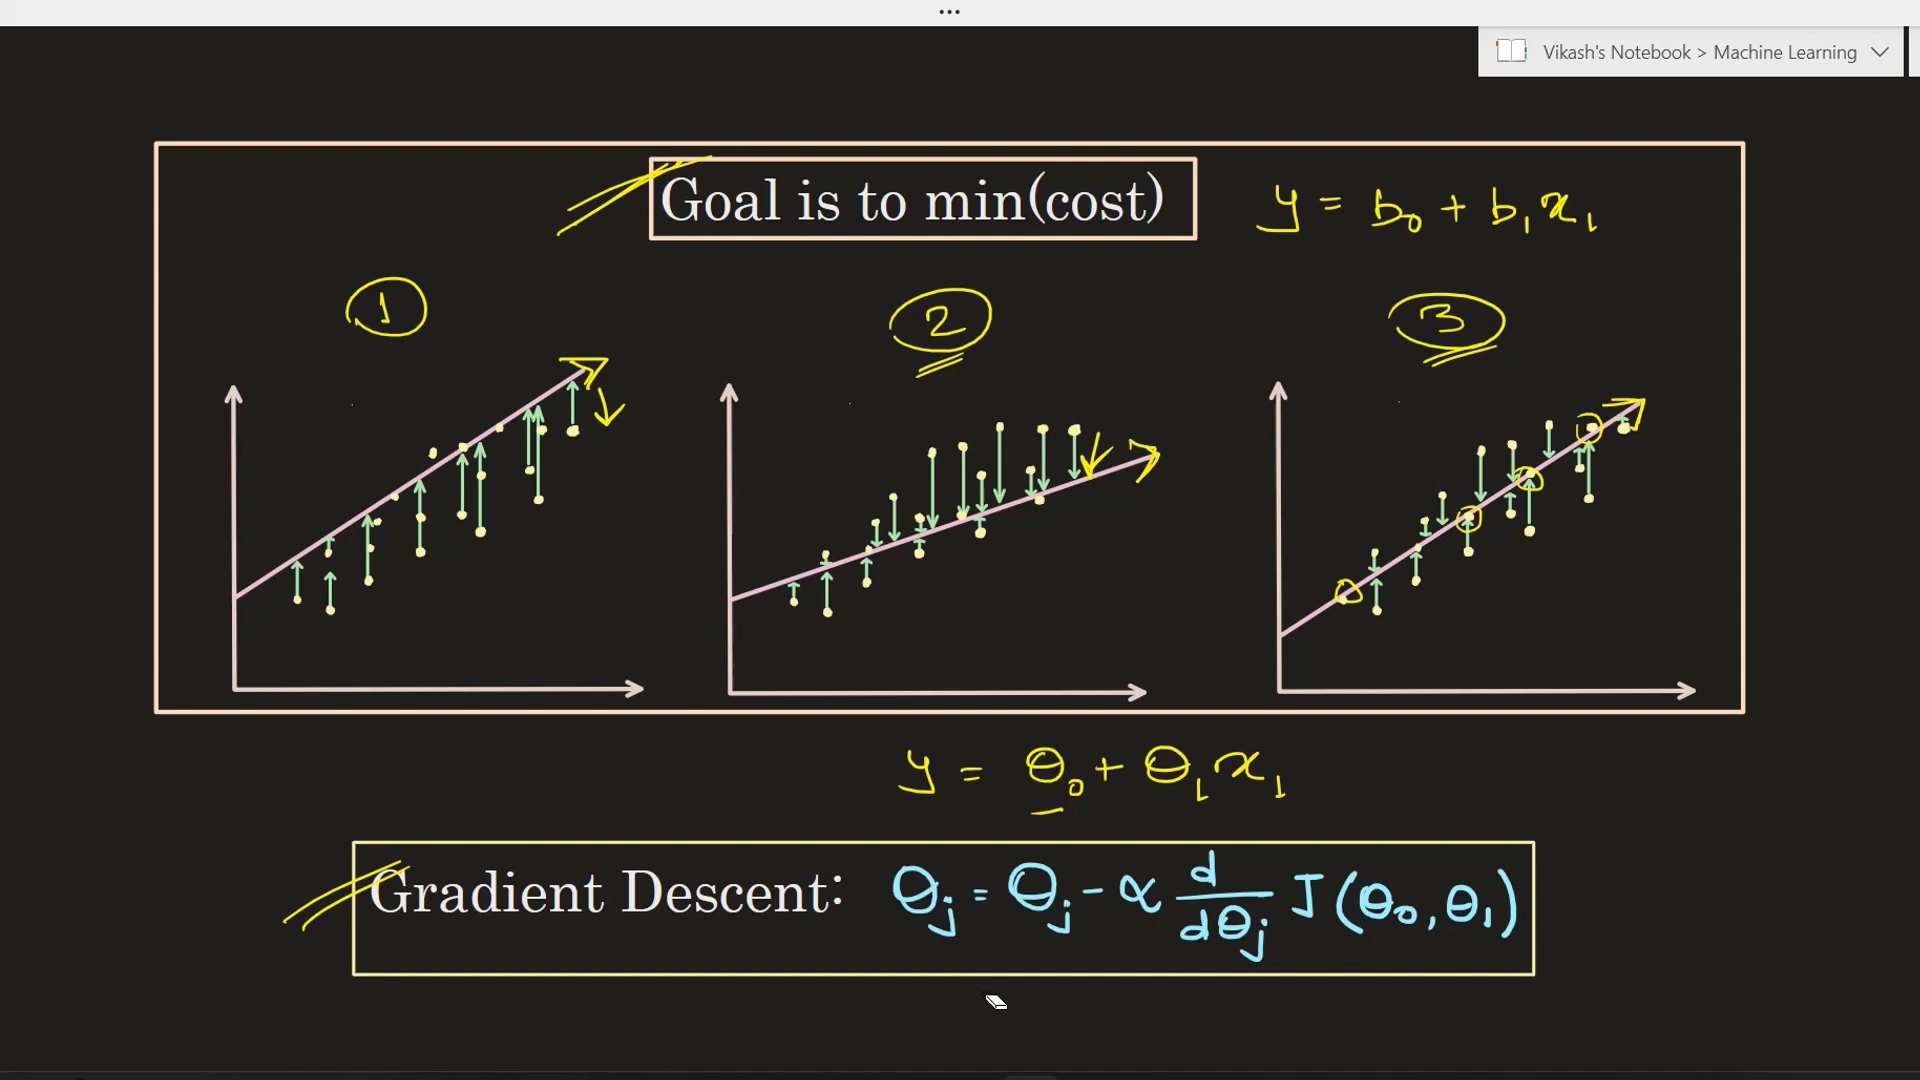 Vikash's Notebook > Machine Learning
Goal is to min(cost)
y = b₀ + b₁x₁
1
2
3
y = θ₀ + θ₁x₁
Gradient Descent: θⱼ = θⱼ - α d/dθⱼ J(θ₀, θ₁)